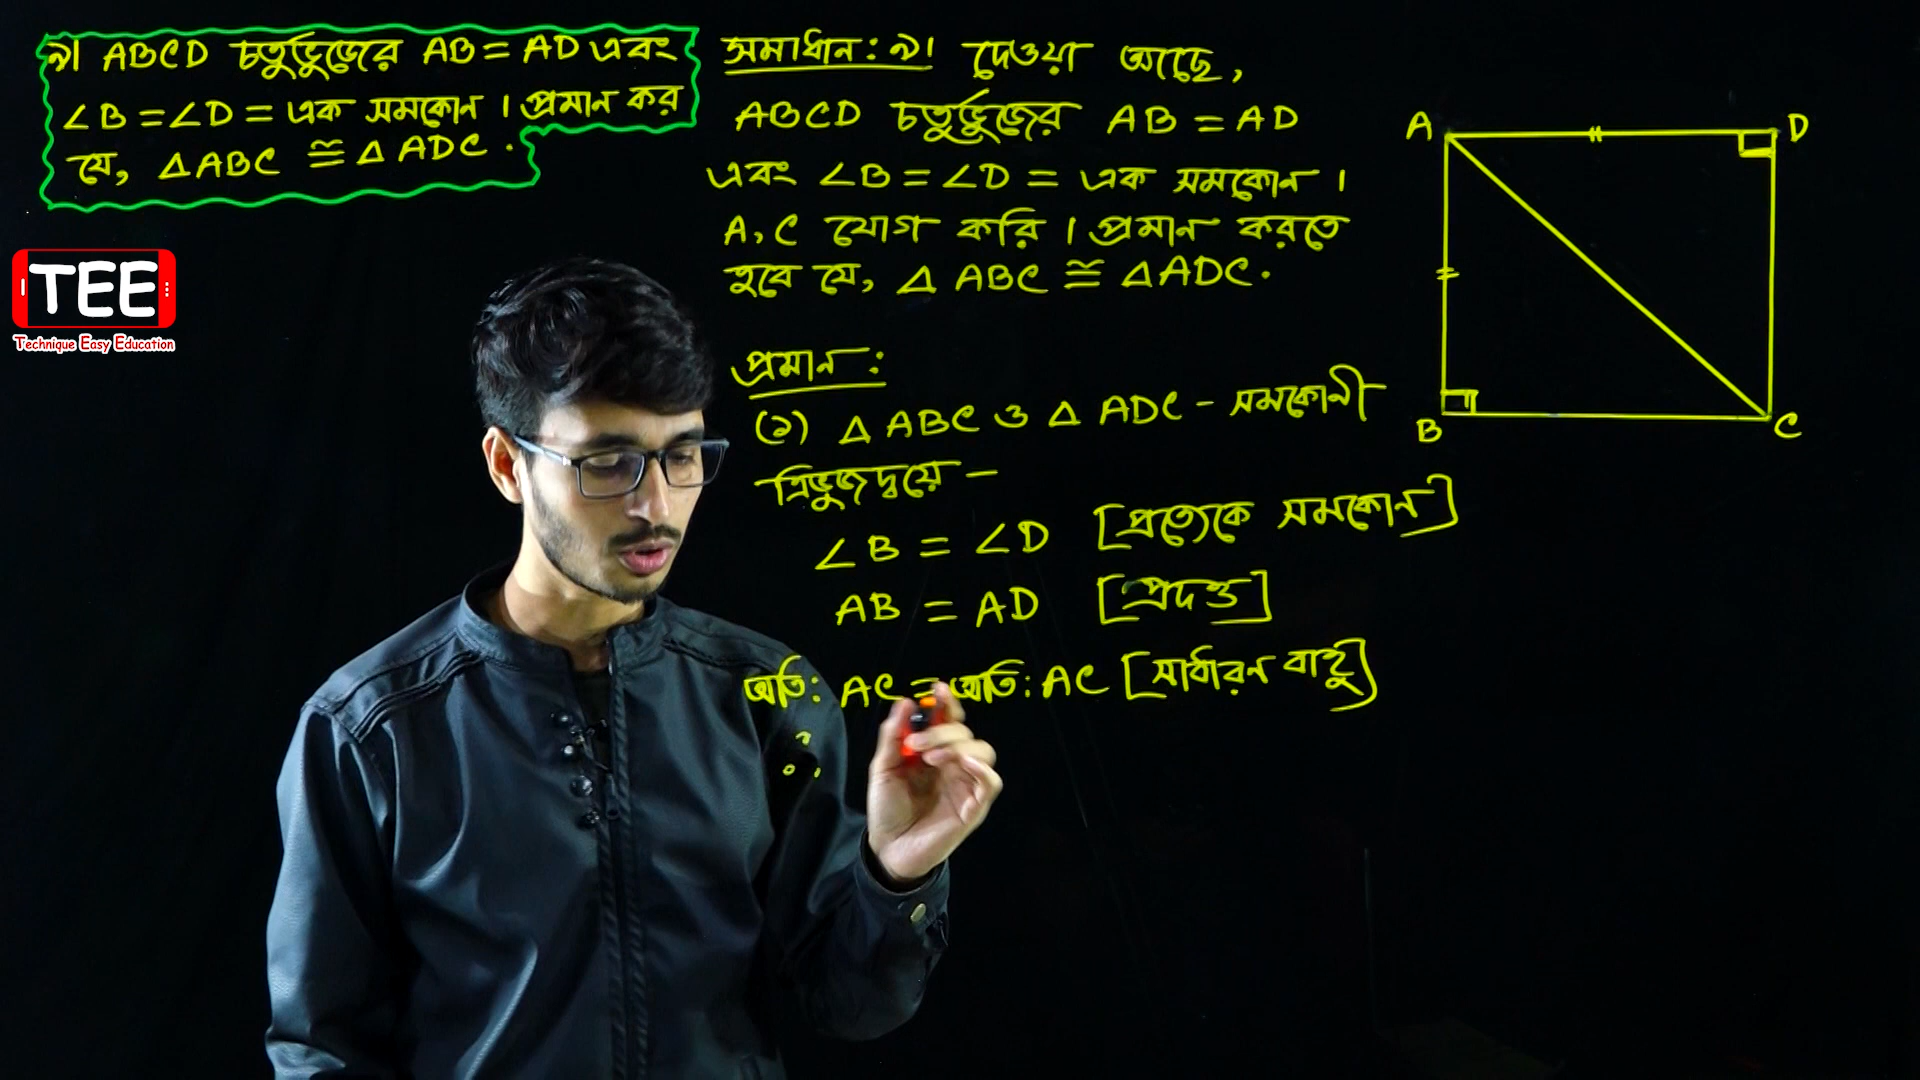 ৯। ABCD চতুর্ভুজের AB = AD এবং
∠B = ∠D = এক সমকোন । প্রমান কর
যে, △ABC ≅ △ADC .
TEE
Technique Easy Education
সমাধান : ৯। দেওয়া আছে,
ABCD চতুর্ভুজের AB = AD
এবং ∠B = ∠D = এক সমকোন ।
A, C যোগ করি । প্রমান করতে
হবে যে, △ ABC ≅ △ADC .
প্রমান :
(১) △ ABC ও △ ADC - সমকোনী
ত্রিভুজদ্বয়ে -
∠B = ∠D [প্রত্যেকে সমকোন]
AB = AD [প্রদত্ত]
অতি: AC = অতি: AC [সাধারন বাহু]
∴
A
D
B
C